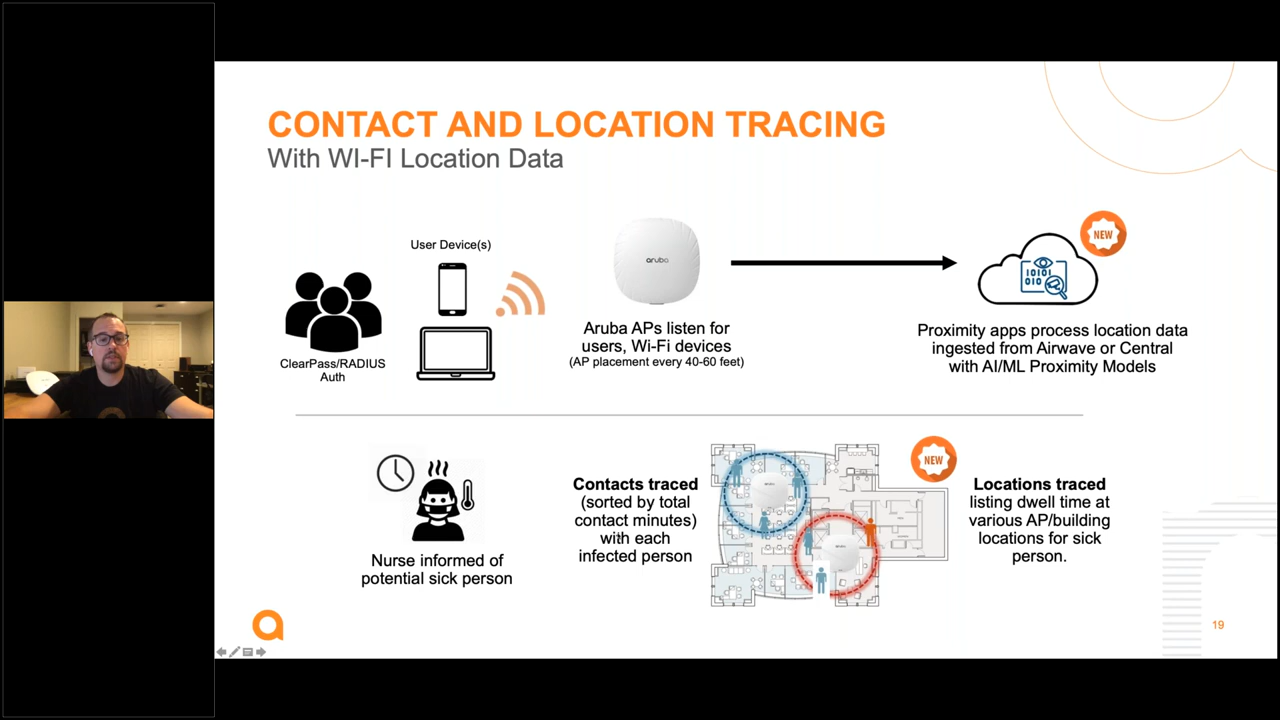 CONTACT AND LOCATION TRACING
With WI-FI Location Data
User Device(s)
ClearPass/RADIUS
Auth
aruba
Aruba APs listen for
users, Wi-Fi devices
(AP placement every 40-60 feet)
NEW
01010
010
Proximity apps process location data
ingested from Airwave or Central
with AI/ML Proximity Models
Nurse informed of
potential sick person
Contacts traced
(sorted by total
contact minutes)
with each
infected person
NEW
Locations traced
listing dwell time at
various AP/building
locations for sick
person.
19